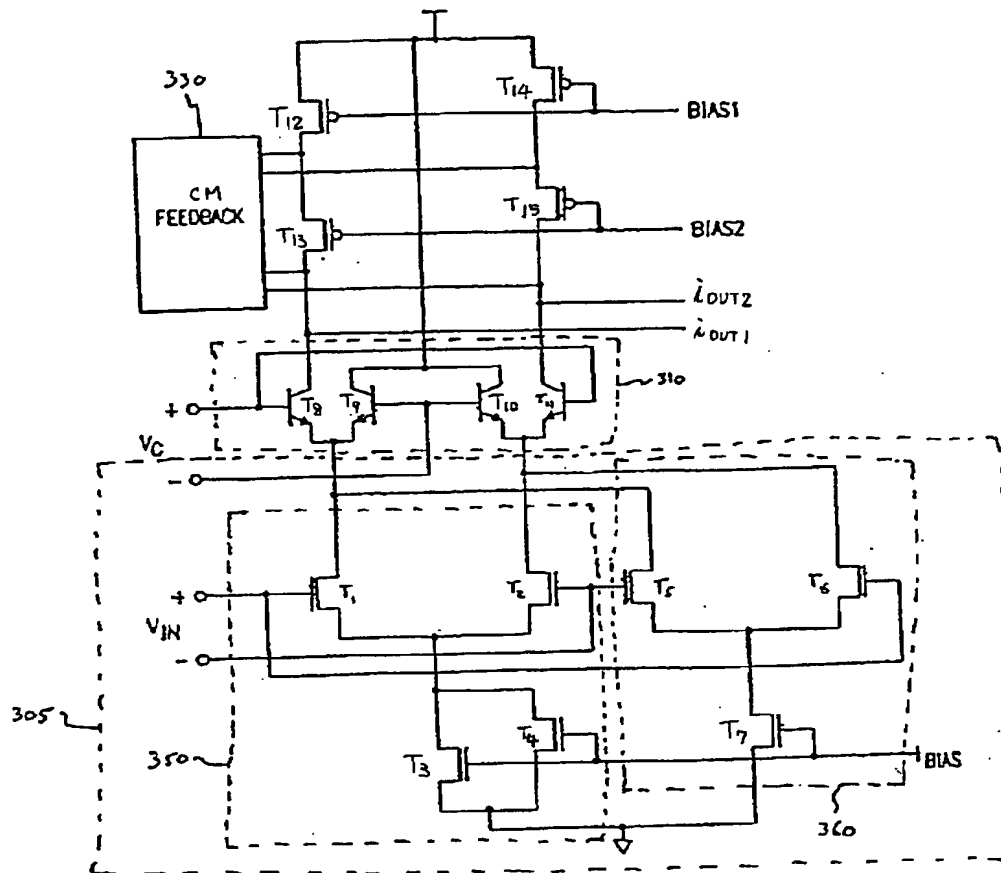 330
T12
T14
BIAS1
CM
FEEDBACK
T13
T15
BIAS2
iOUT2
iOUT1
310
+
T8
T9
T10
T11
VC
-
+
T1
T2
T5
T6
VIN
-
305
350
T3
T4
T7
BIAS
360